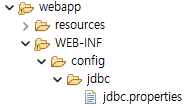 webapp
resources
WEB-INF
config
jdbc
jdbc.properties